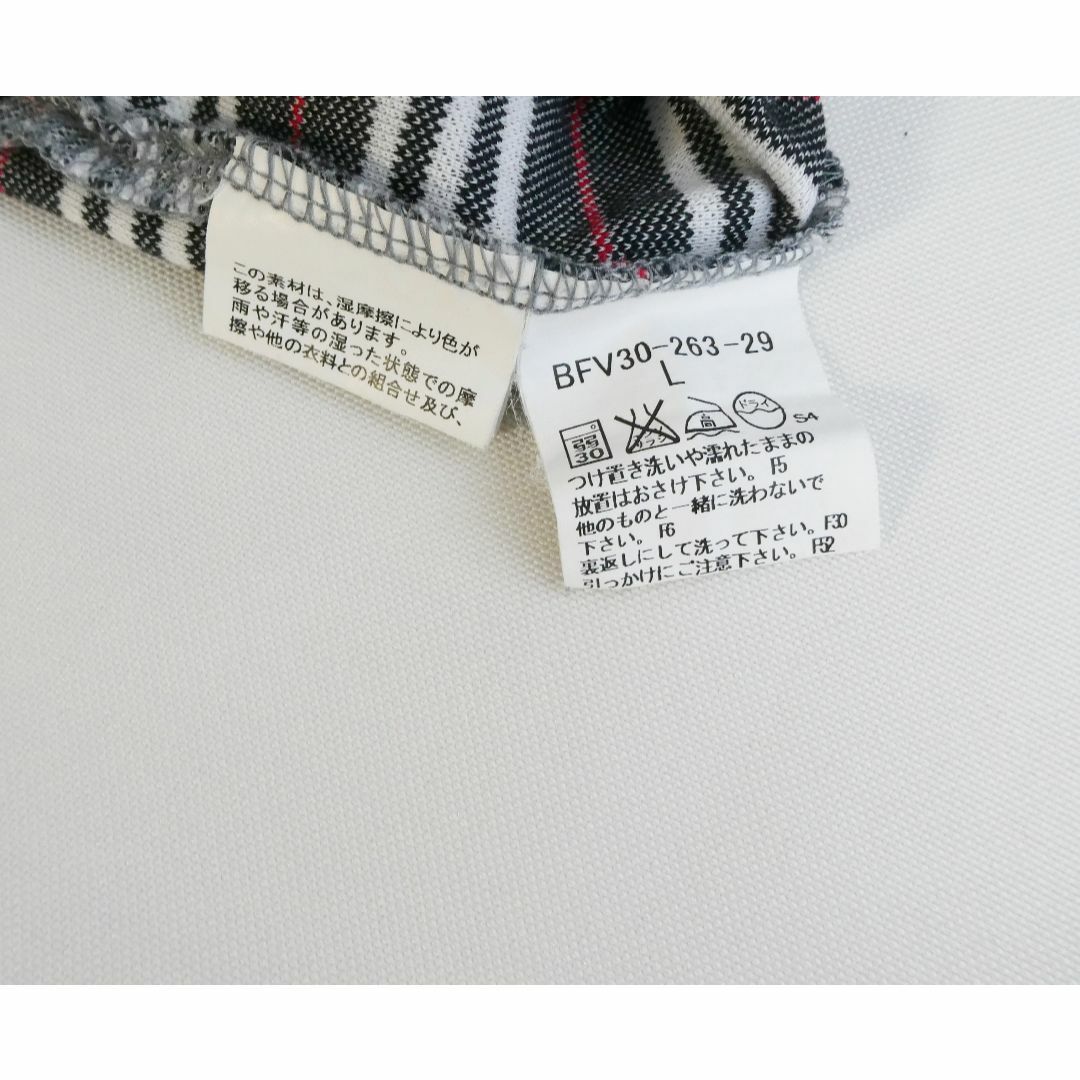 この素材は、湿摩擦により色が
移る場合があります。
雨や汗等の湿った状態での摩
擦や他の衣料との組合せ及び、
BFV30-263-29
L
30
高
ドライ
S4
つけ置き洗いや濡れたままの
放置はおさけ下さい。 F5
他のものと一緒に洗わないで
下さい。 F6
裏返しにして洗って下さい。F30
引っかけにご注意下さい。 F52